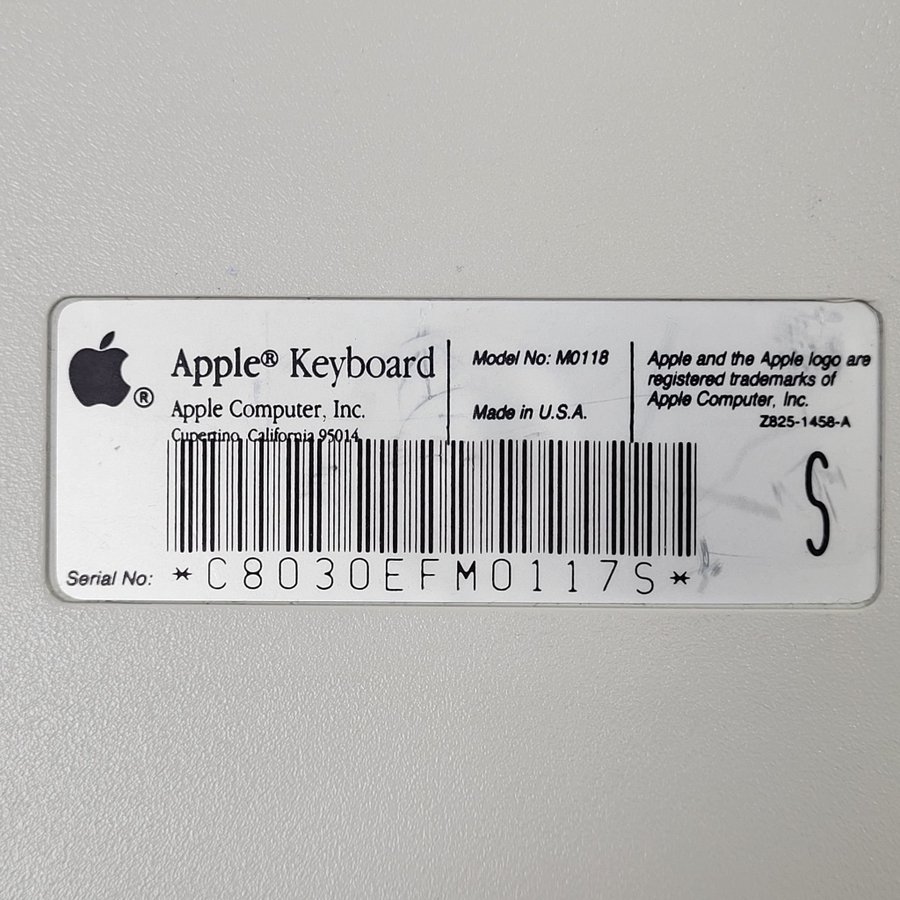 Apple® Keyboard
Apple Computer, Inc.
Cupertino, California 95014
Model No: M0118
Made in U.S.A.
Apple and the Apple logo are
registered trademarks of
Apple Computer, Inc.
Z825-1458-A
S
®
Serial No: *C8030EFM0117S*